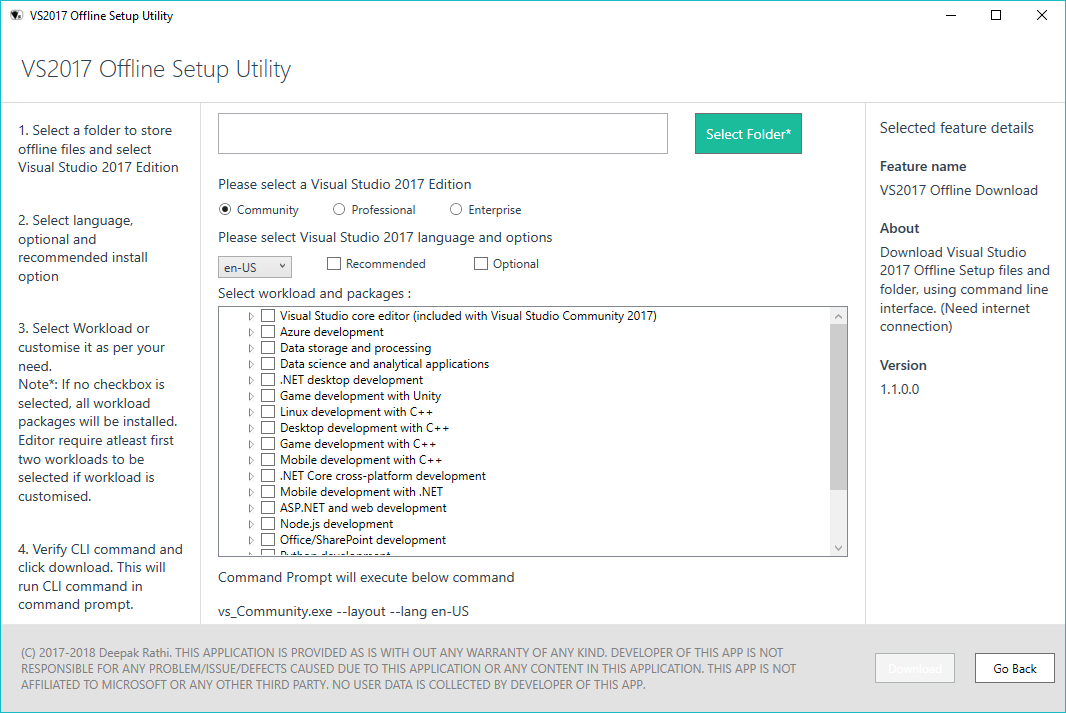 VS2017 Offline Setup Utility
VS2017 Offline Setup Utility
1. Select a folder to store
offline files and select
Visual Studio 2017 Edition
2. Select language,
optional and
recommended install
option
3. Select Workload or
customise it as per your
need.
Note*: If no checkbox is
selected, all workload
packages will be installed.
Editor require atleast first
two workloads to be
selected if workload is
customised.
4. Verify CLI command and
click download. This will
run CLI command in
command prompt.
Select Folder*
Please select a Visual Studio 2017 Edition
Community Professional Enterprise
Please select Visual Studio 2017 language and options
en-US Recommended Optional
Select workload and packages :
Visual Studio core editor (included with Visual Studio Community 2017)
Azure development
Data storage and processing
Data science and analytical applications
.NET desktop development
Game development with Unity
Linux development with C++
Desktop development with C++
Game development with C++
Mobile development with C++
.NET Core cross-platform development
Mobile development with .NET
ASP.NET and web development
Node.js development
Office/SharePoint development
Python development
Command Prompt will execute below command
vs_Community.exe --layout --lang en-US
Selected feature details
Feature name
VS2017 Offline Download
About
Download Visual Studio
2017 Offline Setup files and
folder, using command line
interface. (Need internet
connection)
Version
1.1.0.0
(C) 2017-2018 Deepak Rathi. THIS APPLICATION IS PROVIDED AS IS WITH OUT ANY WARRANTY OF ANY KIND. DEVELOPER OF THIS APP IS NOT
RESPONSIBLE FOR ANY PROBLEM/ISSUE/DEFECTS CAUSED DUE TO THIS APPLICATION OR ANY CONTENT IN THIS APPLICATION. THIS APP IS NOT
AFFILIATED TO MICROSOFT OR ANY OTHER THIRD PARTY. NO USER DATA IS COLLECTED BY DEVELOPER OF THIS APP.
Download
Go Back